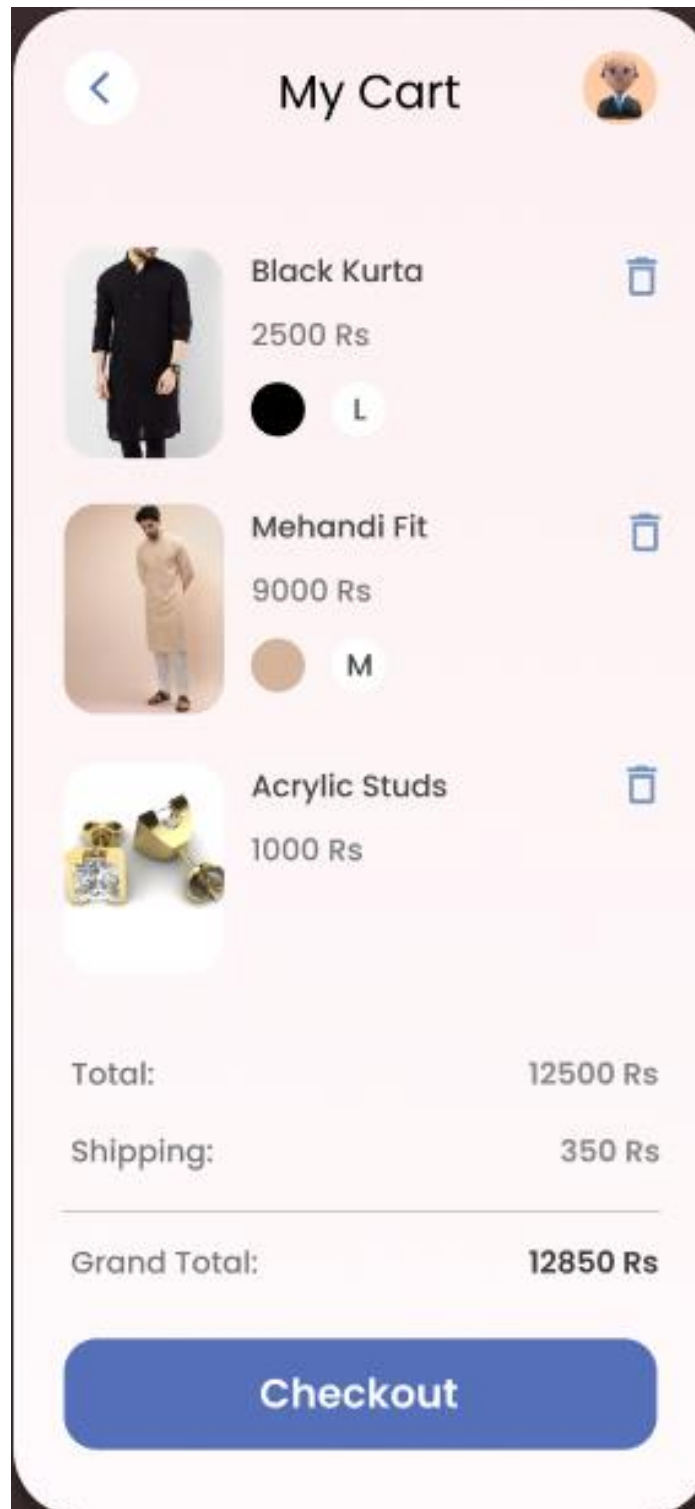 My Cart
Black Kurta
2500 Rs
L
Mehandi Fit
9000 Rs
M
Acrylic Studs
1000 Rs
Total: 12500 Rs
Shipping: 350 Rs
Grand Total: 12850 Rs
Checkout